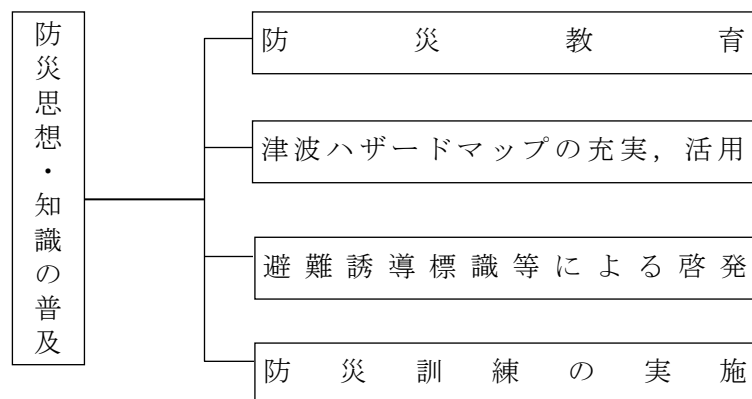 防災思想・知識の普及
防災教育
津波ハザードマップの充実，活用
避難誘導標識等による啓発
防災訓練の実施